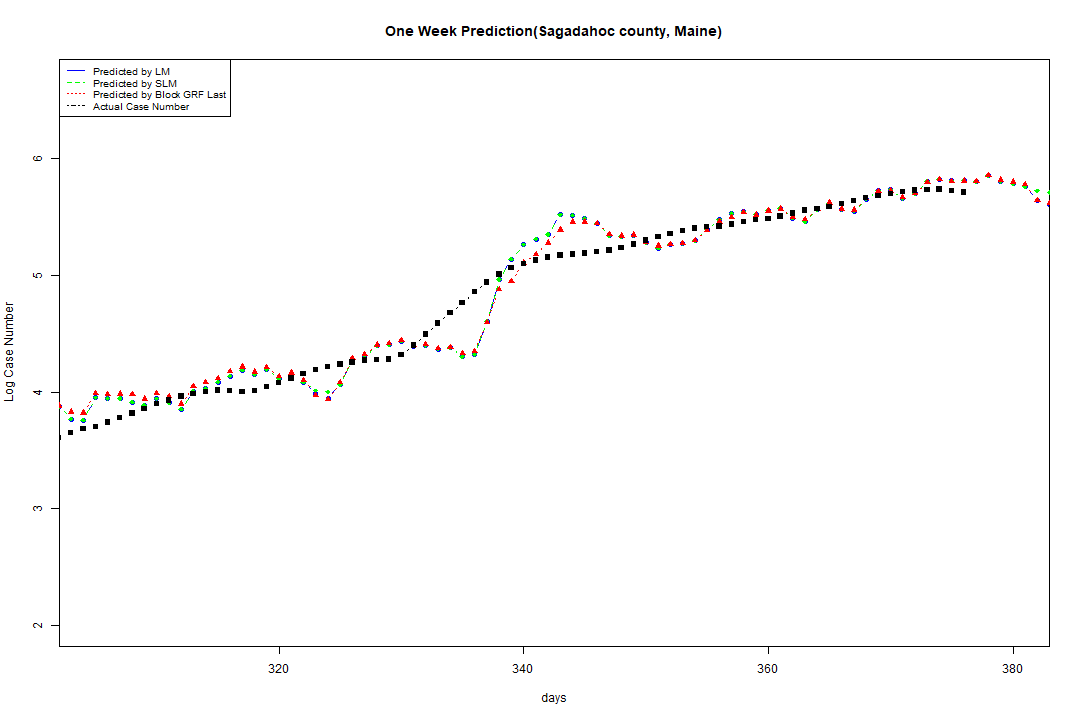 One Week Prediction(Sagadahoc county, Maine)
Predicted by LM
Predicted by SLM
Predicted by Block GRF Last
Actual Case Number
6
5
4
3
2
Log Case Number
320 340 360 380
days